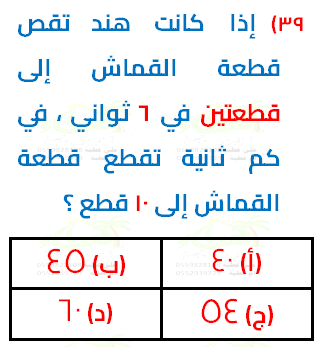 ٣٩) إذا كانت هند تقص
قطعة القماش إلى
قطعتين في ٦ ثواني ، في
كم ثانية تقطع قطعة
القماش إلى ١٠ قطع ؟
(أ) ٤٠
(ب) ٤٥
(ج) ٥٤
(د) ٦٠